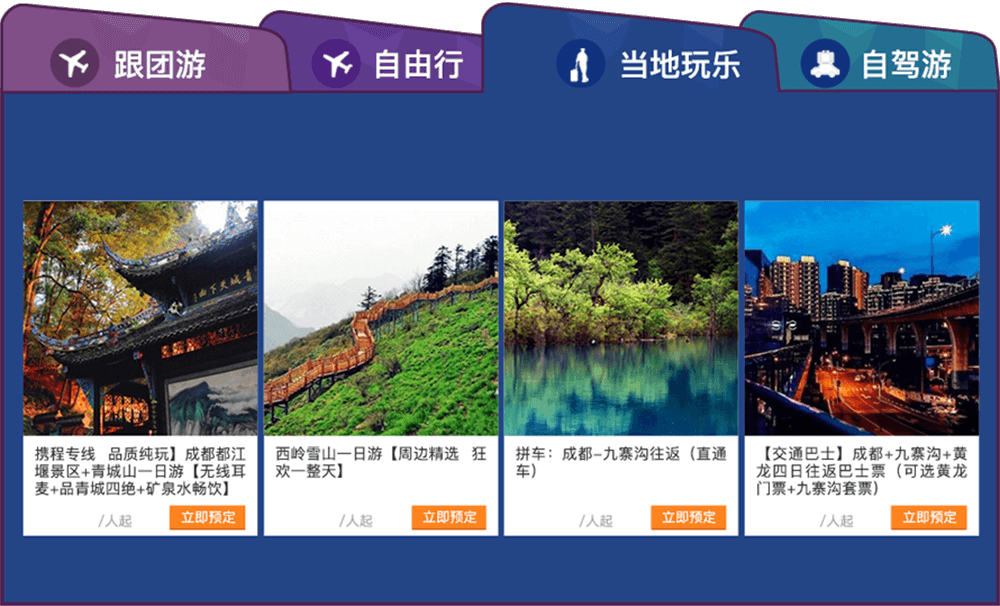 跟团游
自由行
当地玩乐
自驾游
青城天下幽
携程专线 品质纯玩】成都都江
堰景区+青城山一日游【无线耳
麦+品青城四绝+矿泉水畅饮】
/人起
立即预定
西岭雪山一日游【周边精选 狂
欢一整天】
/人起
立即预定
拼车：成都-九寨沟往返（直通
车）
/人起
立即预定
【交通巴士】成都+九寨沟+黄
龙四日往返巴士票（可选黄龙
门票+九寨沟套票）
/人起
立即预定